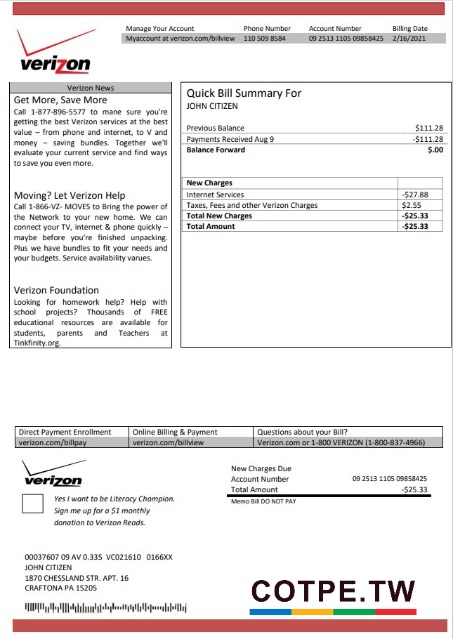 verizon
Manage Your Account Phone Number Account Number Billing Date
Myaccount at verizon.com/billview 110 509 8584 09 2513 1105 09858425 2/16/2021
Verizon News
Get More, Save More
Call 1-877-896-5577 to mane sure you're
getting the best Verizon services at the best
value – from phone and internet, to V and
money – saving bundles. Together we'll
evaluate your current service and find ways
to save you even more.
Moving? Let Verizon Help
Call 1-866-VZ- MOVES to Bring the power of
the Network to your new home. We can
connect your TV, internet & phone quickly –
maybe before you're finished unpacking.
Plus we have bundles to fit your needs and
your budgets. Service availability varues.
Verizon Foundation
Looking for homework help? Help with
school projects? Thousands of FREE
educational resources are available for
students, parents and Teachers at
Tinkfinity.org.
Quick Bill Summary For
JOHN CITIZEN
Previous Balance $111.28
Payments Received Aug 9 -$111.28
Balance Forward $.00
New Charges
Internet Services -$27.88
Taxes, Fees and other Verizon Charges $2.55
Total New Charges -$25.33
Total Amount -$25.33
Direct Payment Enrollment Online Billing & Payment Questions about your Bill?
verizon.com/billpay verizon.com/billview Verizon.com or 1-800 VERIZON (1-800-837-4966)
verizon
Yes I want to be Literacy Champion.
Sign me up for a $1 monthly
donation to Verizon Reads.
New Charges Due
Account Number 09 2513 1105 09858425
Total Amount -$25.33
Memo Bill DO NOT PAY
00037607 09 AV 0.335 VC021610 0166XX
JOHN CITIZEN
1870 CHESSLAND STR. APT. 16
CRAFTONA PA 15205
COTPE.TW